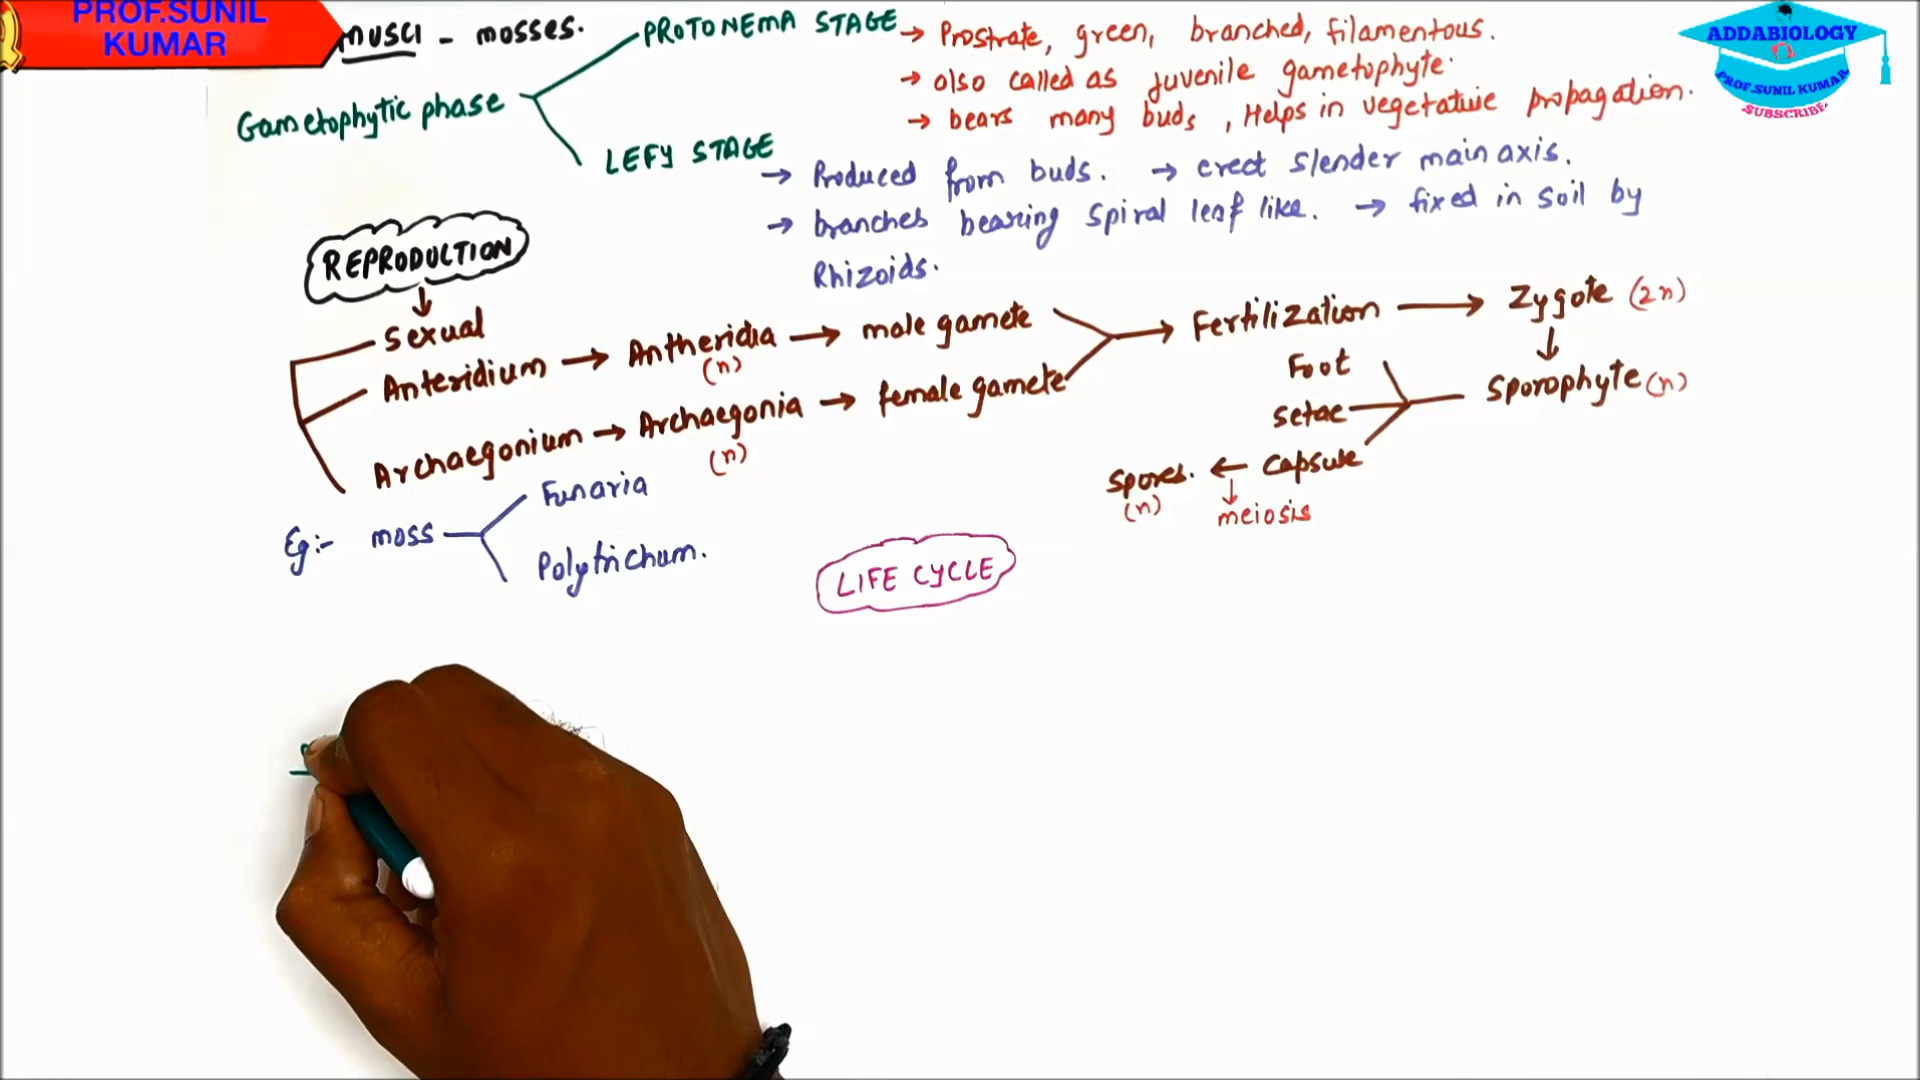 PROF.SUNIL
KUMAR
MUSCI - mosses.
PROTONEMA STAGE
→ Prostrate, green, branched, filamentous.
→ also called as juvenile gametophyte.
→ bears many buds, Helps in vegetative propagation.
Gametophytic phase
LEFY STAGE
→ Produced from buds. → erect slender main axis.
→ branches bearing spiral leaf like. → fixed in soil by
Rhizoids.
ADDABIOLOGY
PROF.SUNIL KUMAR
SUBSCRIBE
REPRODUCTION
Sexual
Anteridium → Antheridia → male gamete
(n)
Archaegonium → Archaegonia → female gamete
(n)
→ Fertilization → Zygote (2n)
Sporophyte (n)
Foot
Setae
Capsule
Spores. ←
(n)
meiosis
Eg:- moss
Funaria
Polytrichum.
LIFE CYCLE